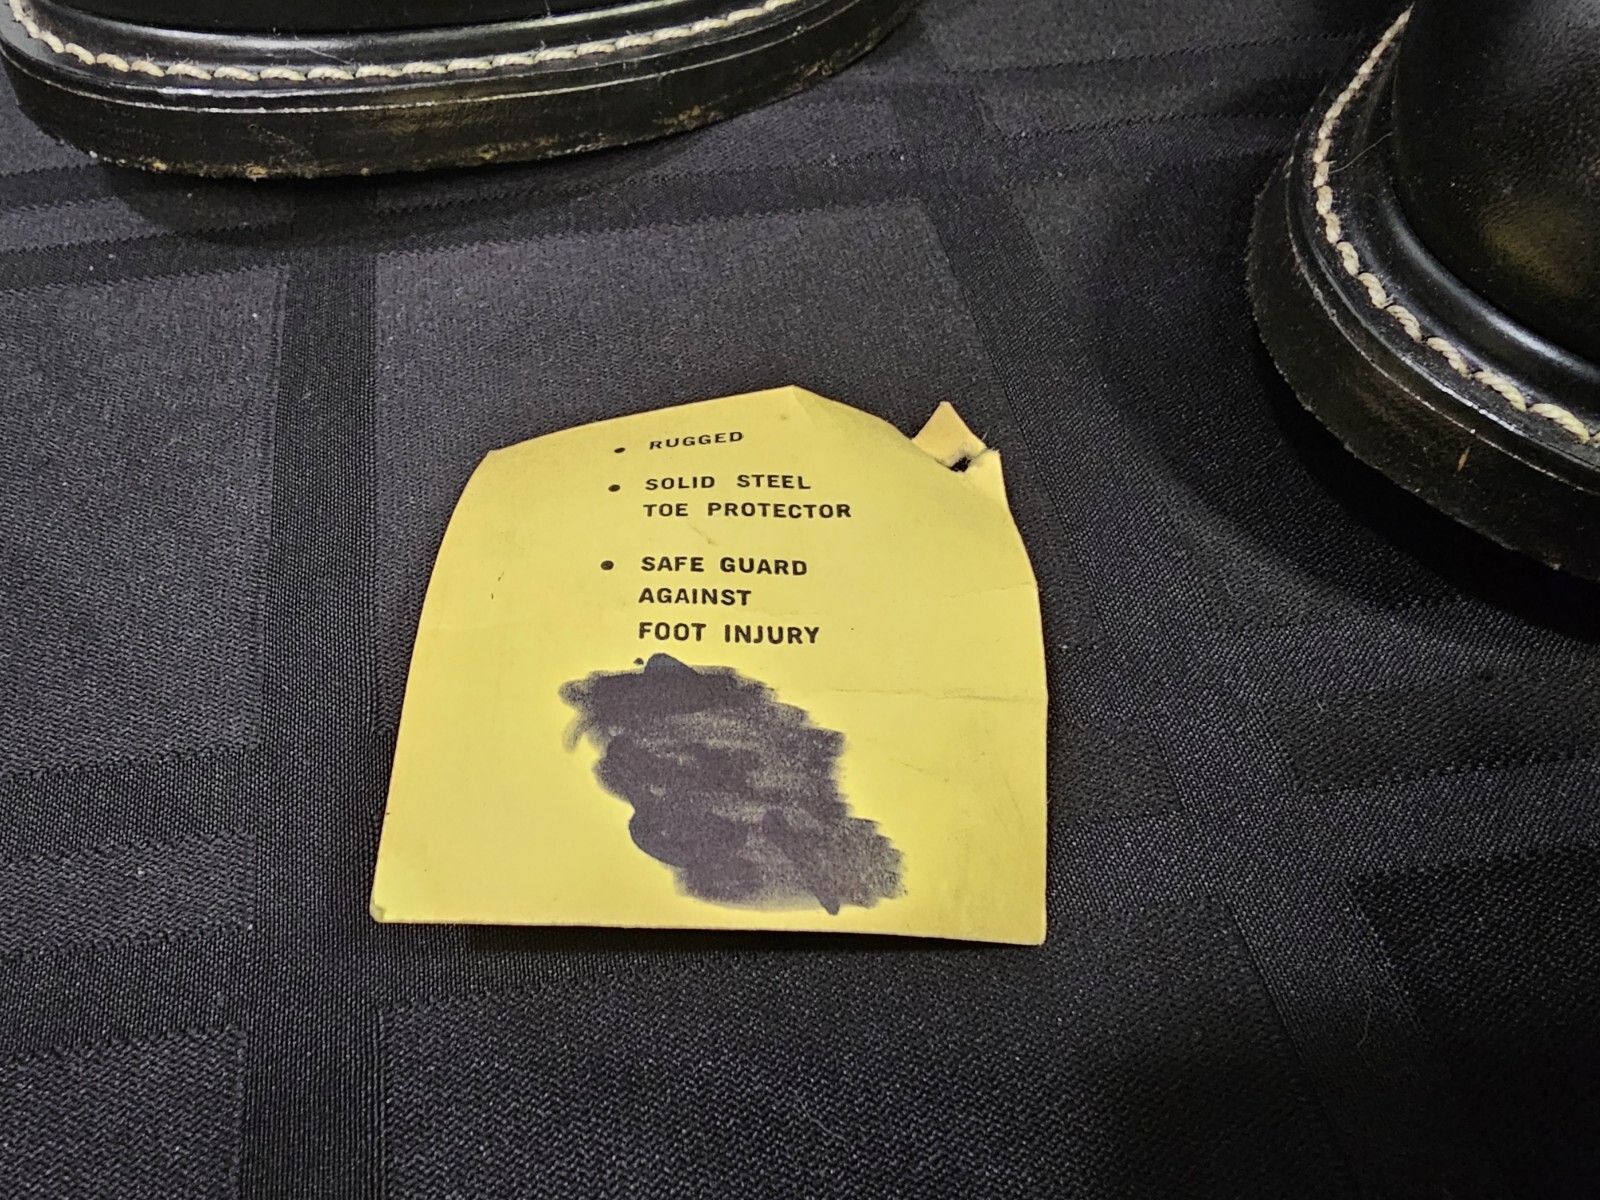 • RUGGED
• SOLID STEEL
TOE PROTECTOR
• SAFE GUARD
AGAINST
FOOT INJURY